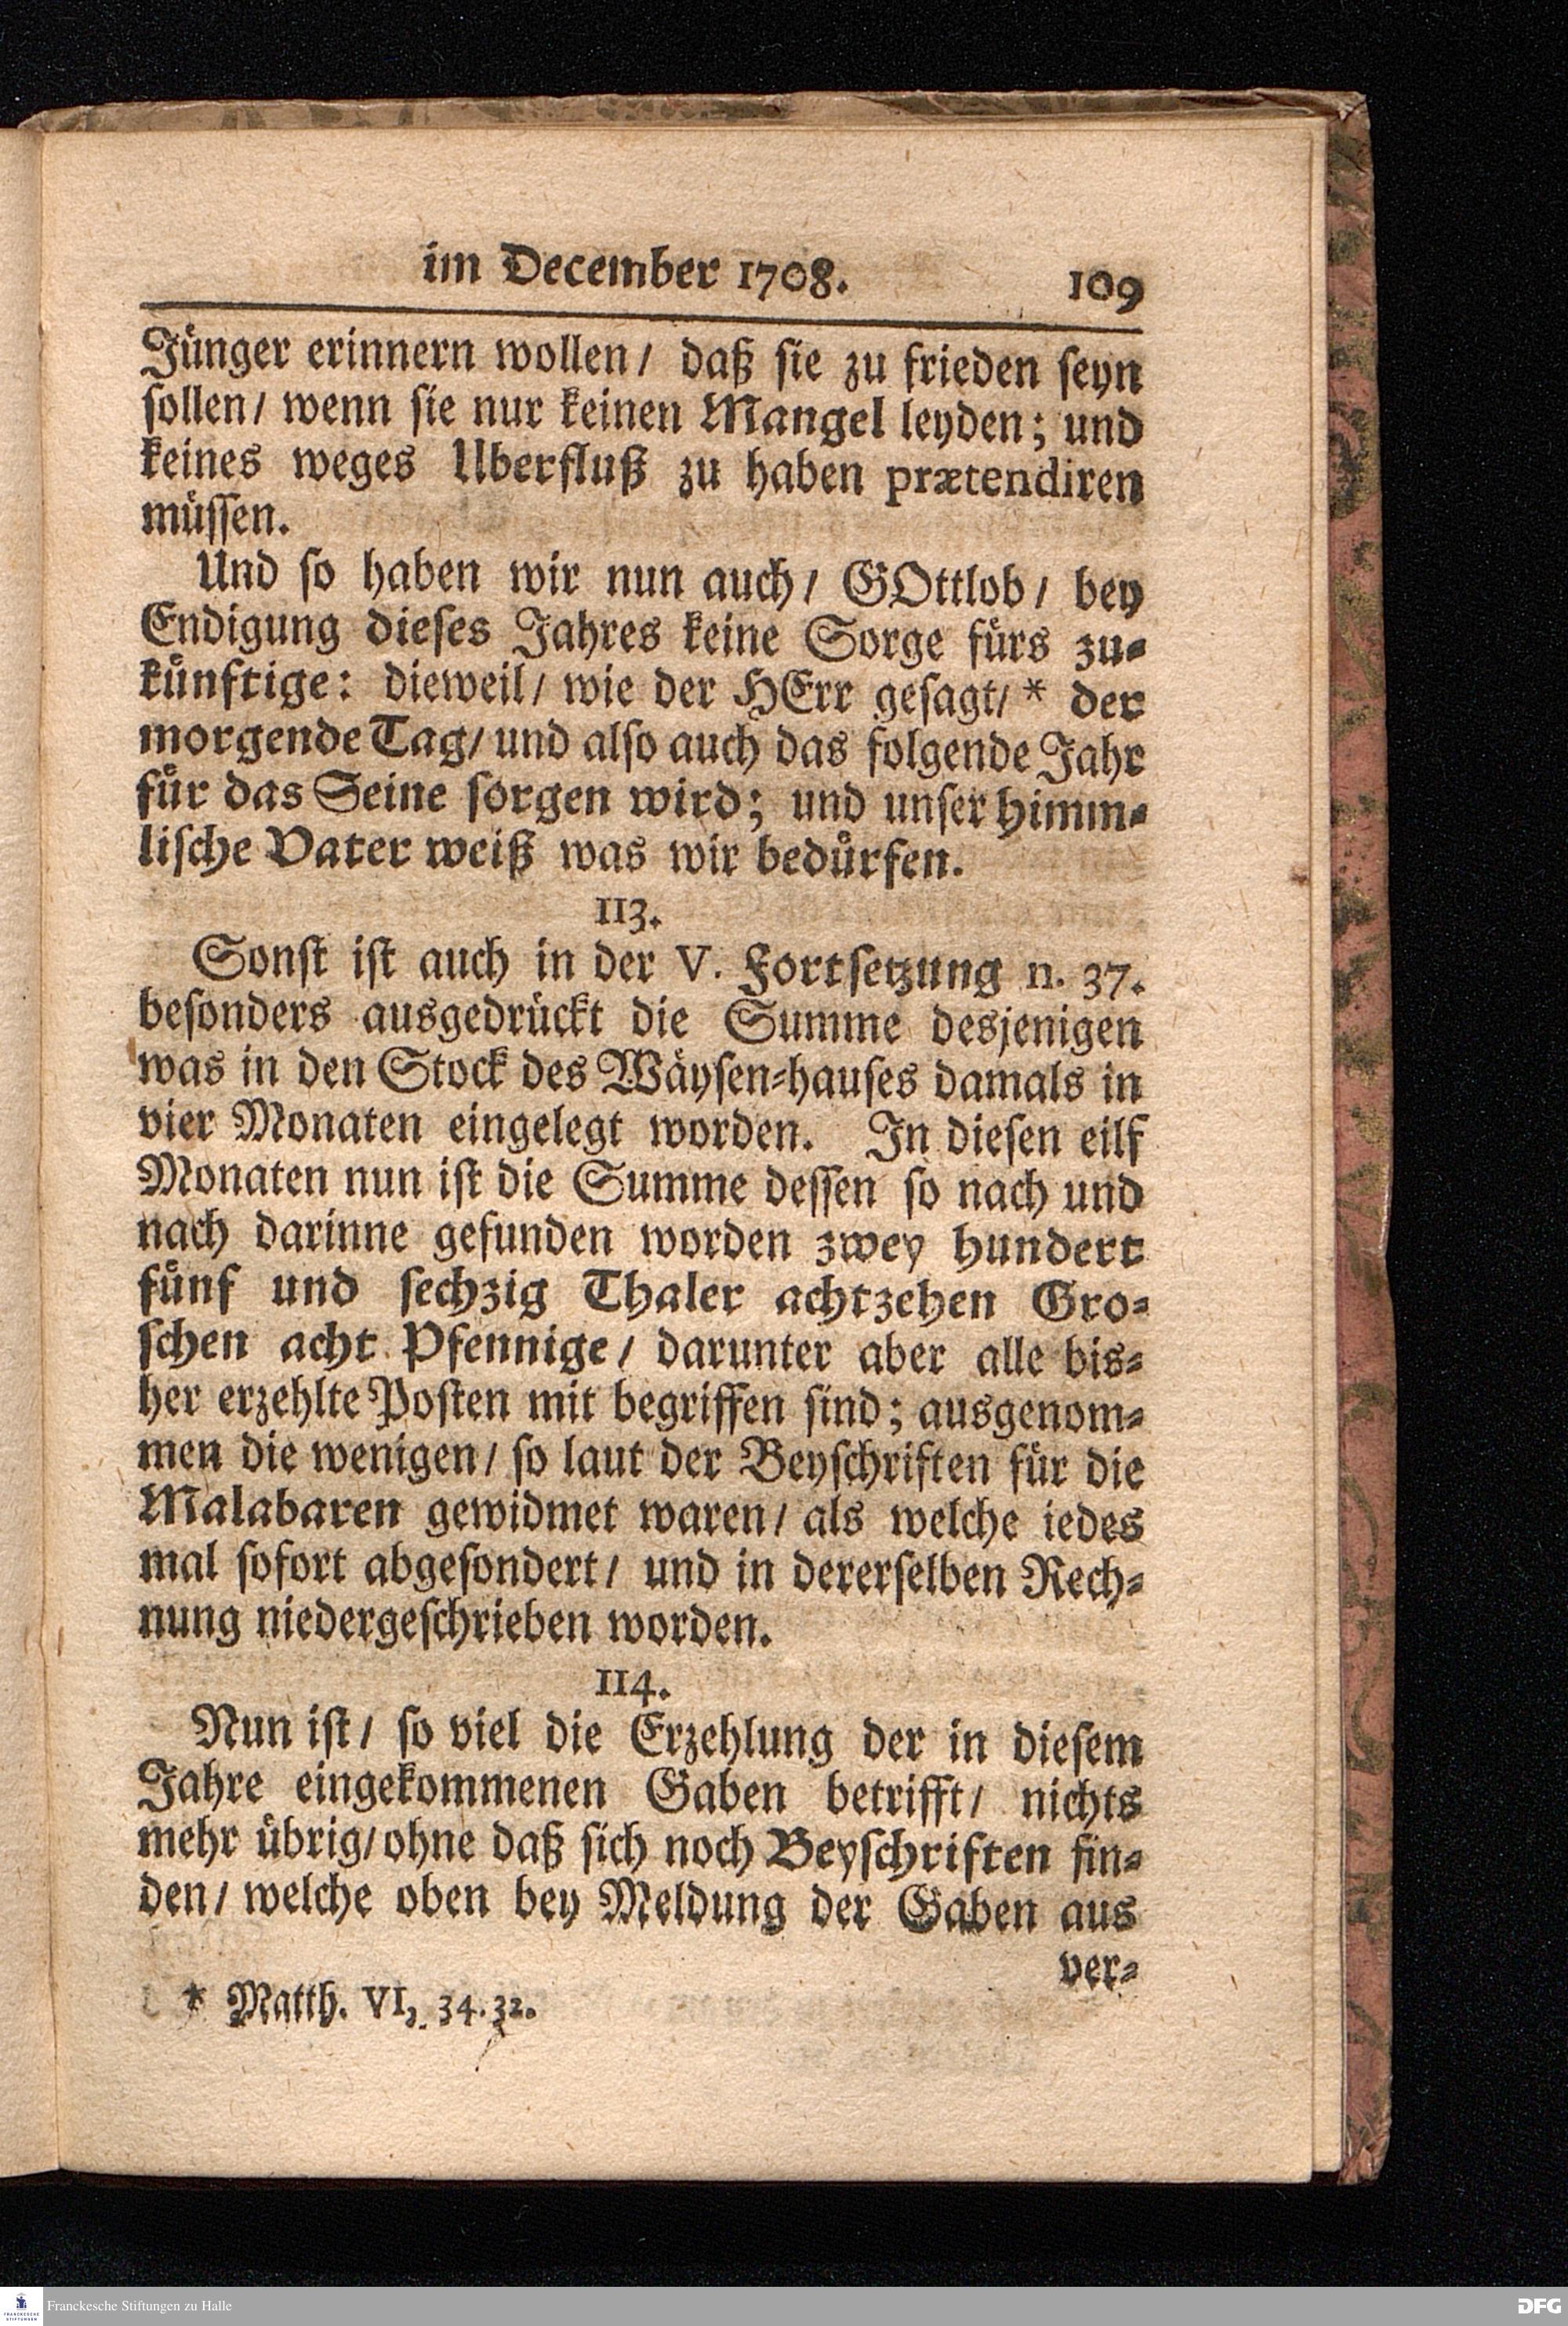 im December 1708. 109
Jünger erinnern wollen/ daß sie zu frieden seyn
sollen/ wenn sie nur keinen Mangel leyden; und
keines weges Uberfluß zu haben prætendiren
müssen.
Und so haben wir nun auch/ GOttlob/ bey
Endigung dieses Jahres keine Sorge fürs zu-
künftige: dieweil/ wie der HErr gesagt/ * der
morgende Tag/ und also auch das folgende Jahr
für das Seine sorgen wird; und unser himm-
lische Vater weiß was wir bedürfen.
113.
Sonst ist auch in der V. Fortsetzung n. 37.
besonders ausgedrückt die Summe desjenigen
was in den Stock des Wäysen-hauses damals in
vier Monaten eingelegt worden. In diesen eilf
Monaten nun ist die Summe dessen so nach und
nach darinne gefunden worden zwey hundert
fünf und sechzig Thaler achtzehen Gro-
schen acht Pfennige/ darunter aber alle bis-
her erzehlte Posten mit begriffen sind; ausgenom-
men die wenigen/ so laut der Beyschriften für die
Malabaren gewidmet waren/ als welche iedes
mal sofort abgesondert/ und in dererselben Rech-
nung niedergeschrieben worden.
114.
Nun ist/ so viel die Erzehlung der in diesem
Jahre eingekommenen Gaben betrifft/ nichts
mehr übrig/ ohne daß sich noch Beyschriften fin-
den/ welche oben bey Meldung der Gaben aus
ver-
* Matth. VI, 34. 32.
FRANCKESCHE STIFTUNGEN
Franckesche Stiftungen zu Halle
DFG